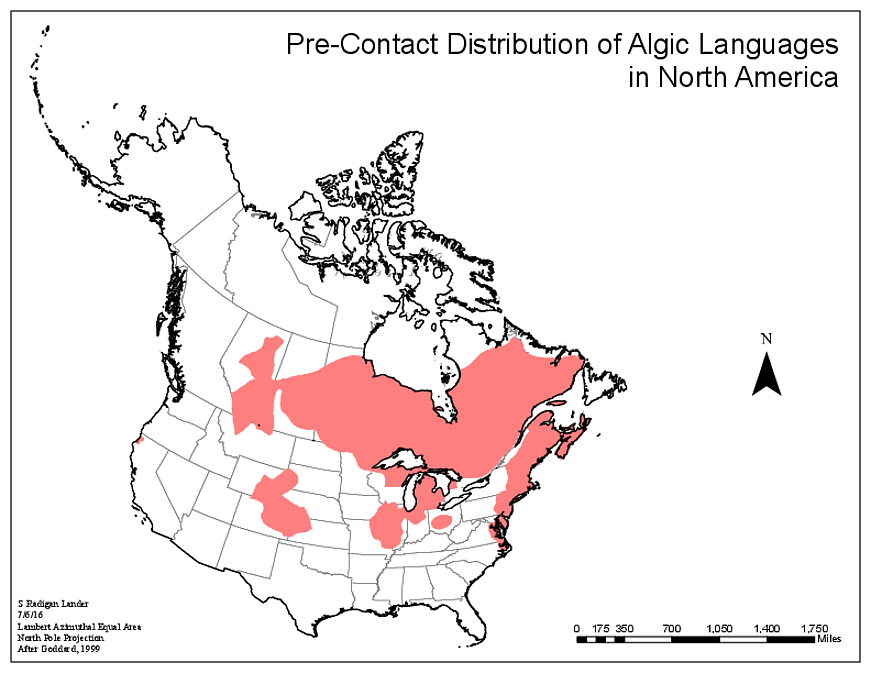 Pre-Contact Distribution of Algic Languages
in North America
N
S Radigan Lander
7/6/16
Lambert Azimuthal Equal Area
North Pole Projection
After Goddard, 1999
0 175 350 700 1,050 1,400 1,750
Miles